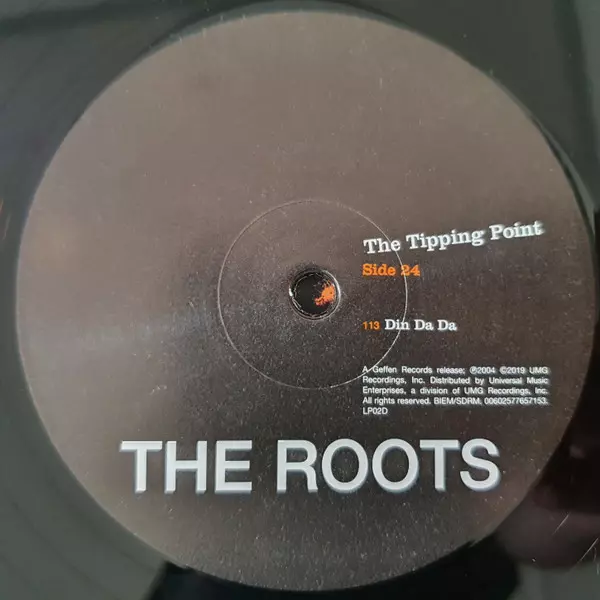 The Tipping Point
Side 24
113 Din Da Da
A Geffen Records release; ℗2004 ©2019 UMG
Recordings, Inc. Distributed by Universal Music
Enterprises, a division of UMG Recordings, Inc.
All rights reserved. BIEM/SDRM. 00602577657153.
LP02D
THE ROOTS